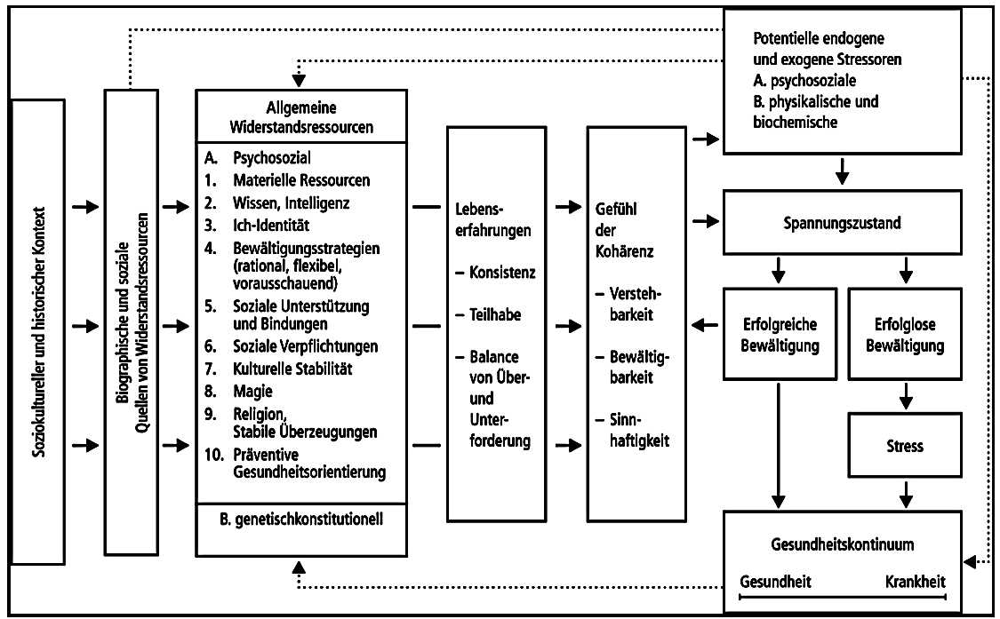 Soziokultureller und historischer Kontext
Biographische und soziale
Quellen von Widerstandsressourcen
Allgemeine
Widerstandsressourcen
A. Psychosozial
1. Materielle Ressourcen
2. Wissen, Intelligenz
3. Ich-Identität
4. Bewältigungsstrategien
(rational, flexibel,
vorausschauend)
5. Soziale Unterstützung
und Bindungen
6. Soziale Verpflichtungen
7. Kulturelle Stabilität
8. Magie
9. Religion,
Stabile Überzeugungen
10. Präventive
Gesundheitsorientierung
B. genetischkonstitutionell
Lebens-
erfahrungen
– Konsistenz
– Teilhabe
– Balance
von Über-
und
Unter-
forderung
Gefühl
der
Kohärenz
– Versteh-
barkeit
– Bewältig-
barkeit
– Sinn-
haftigkeit
Potentielle endogene
und exogene Stressoren
A. psychosoziale
B. physikalische und
biochemische
Spannungszustand
Erfolgreiche
Bewältigung
Erfolglose
Bewältigung
Stress
Gesundheitskontinuum
Gesundheit Krankheit